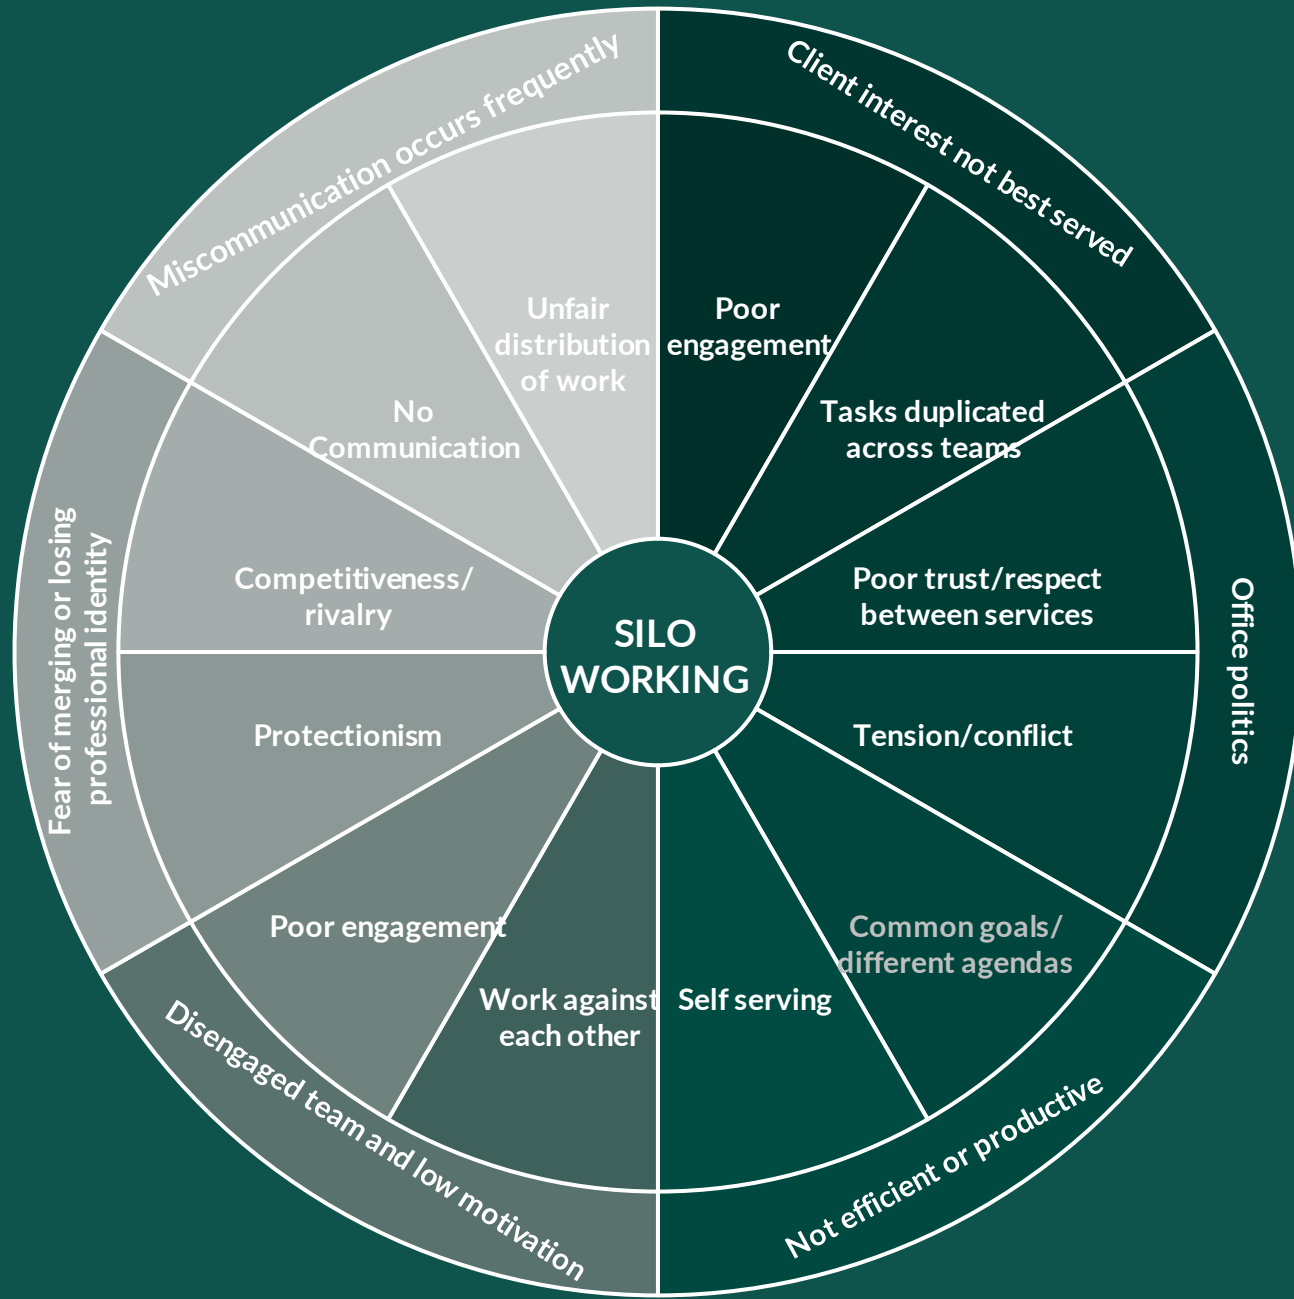 SILO
WORKING
Client interest not best served
Poor
engagement
Tasks duplicated
across teams
Office politics
Poor trust/respect
between services
Tension/conflict
Not efficient or productive
Common goals/
different agendas
Self serving
Disengaged team and low motivation
Work against
each other
Poor engagement
Fear of merging or losing
professional identity
Protectionism
Competitiveness/
rivalry
Miscommunication occurs frequently
No
Communication
Unfair
distribution
of work